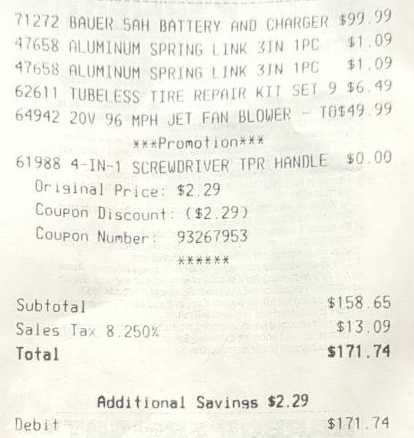 71272 BAUER 5AH BATTERY AND CHARGER $99.99
47658 ALUMINUM SPRING LINK 3IN 1PC $1.09
47658 ALUMINUM SPRING LINK 3IN 1PC $1.09
62611 TUBELESS TIRE REPAIR KIT SET 9 $6.49
64942 20V 96 MPH JET FAN BLOWER - TO$49.99
***Promotion***
61988 4-IN-1 SCREWDRIVER TPR HANDLE $0.00
Original Price: $2.29
Coupon Discount: ($2.29)
Coupon Number: 93267953
******
Subtotal $158.65
Sales Tax 8.250% $13.09
Total $171.74
Additional Savings $2.29
Debit $171.74